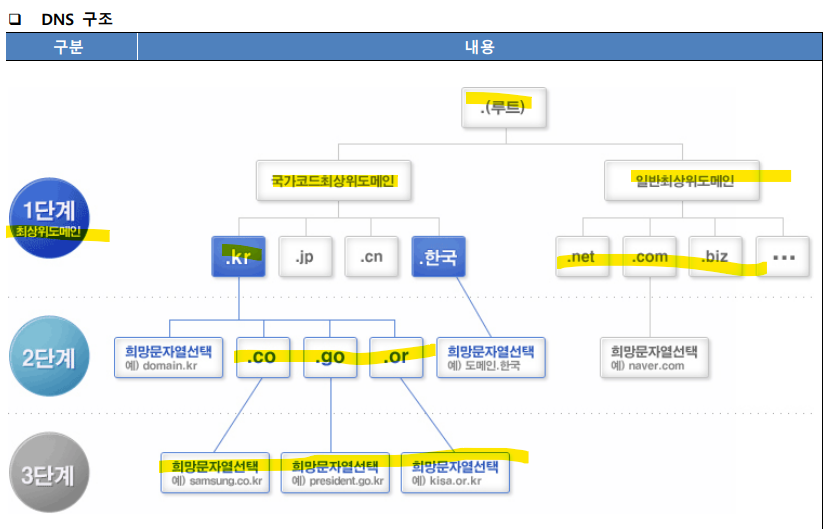 ❑ DNS 구조
구분 내용
.(루트)
국가코드최상위도메인 일반최상위도메인
1단계
최상위도메인
.kr .jp .cn .한국 .net .com .biz ...
2단계
희망문자열선택 .co .go .or 희망문자열선택 희망문자열선택
예) domain.kr 예) 도메인.한국 예) naver.com
3단계
희망문자열선택 희망문자열선택 희망문자열선택
예) samsung.co.kr 예) president.go.kr 예) kisa.or.kr